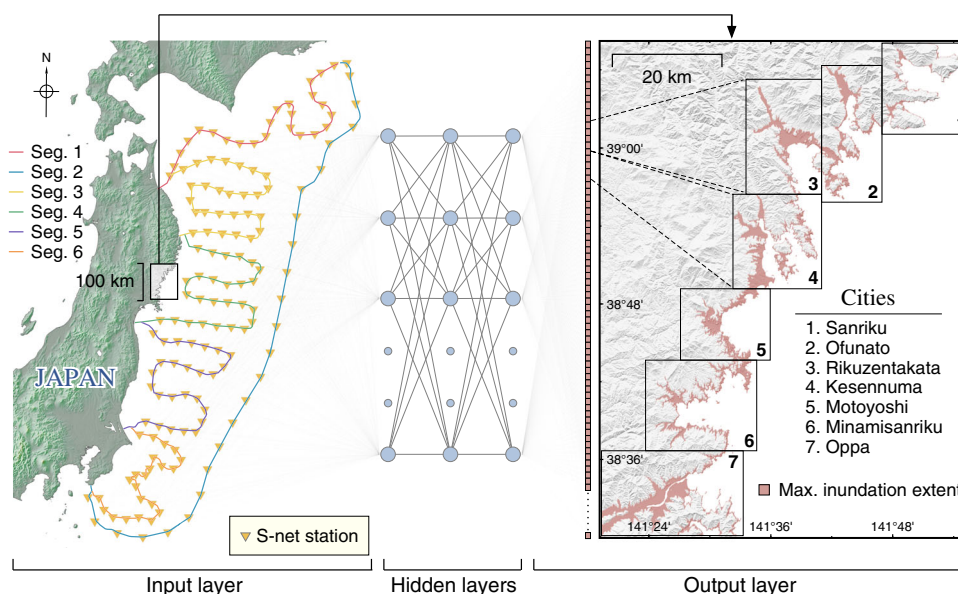 N
Seg. 1
Seg. 2
Seg. 3
Seg. 4
Seg. 5
Seg. 6
100 km
JAPAN
S-net station
20 km
39°00'
38°48'
38°36'
141°24'
141°36'
141°48'
2
3
4
5
6
7
Cities
1. Sanriku
2. Ofunato
3. Rikuzentakata
4. Kesennuma
5. Motoyoshi
6. Minamisanriku
7. Oppa
Max. inundation extent
Input layer
Hidden layers
Output layer